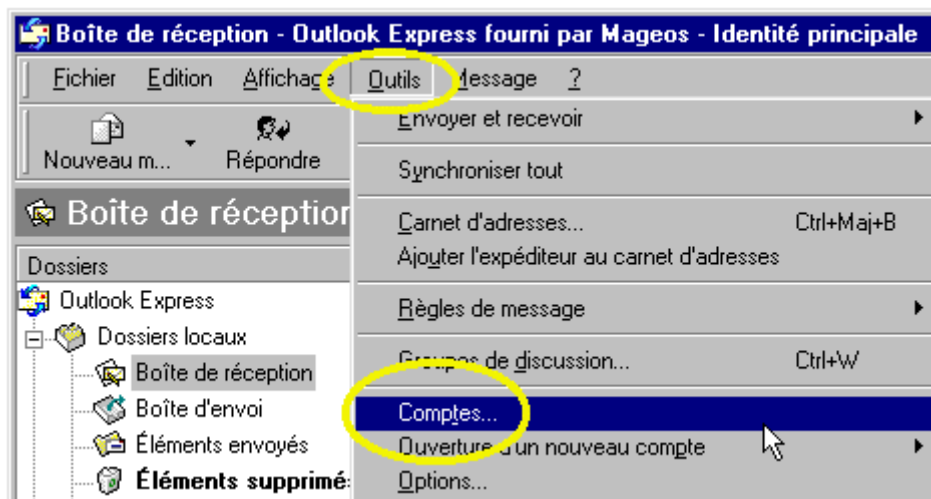 Boîte de réception - Outlook Express fourni par Mageos - Identité principale
Fichier Edition Affichage Outils Message ?
Nouveau m... Répondre
Boîte de réception
Dossiers
Outlook Express
Dossiers locaux
Boîte de réception
Boîte d'envoi
Éléments envoyés
Éléments supprimé
Envoyer et recevoir
Synchroniser tout
Carnet d'adresses... Ctrl+Maj+B
Ajouter l'expéditeur au carnet d'adresses
Règles de message
Groupes de discussion... Ctrl+W
Comptes...
Ouverture d'un nouveau compte
Options...